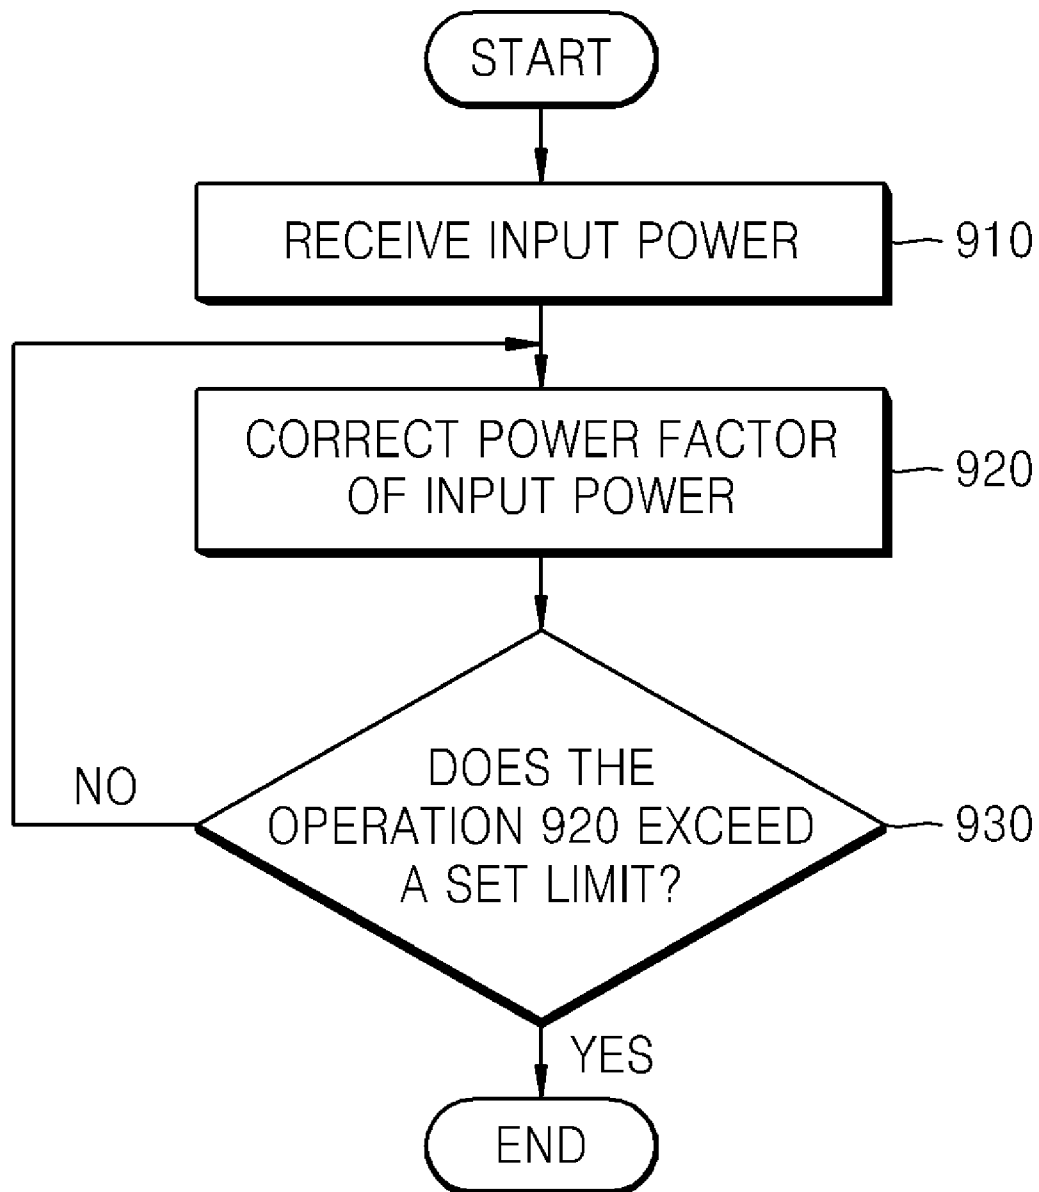 START
RECEIVE INPUT POWER
910
CORRECT POWER FACTOR
OF INPUT POWER
920
DOES THE
OPERATION 920 EXCEED
A SET LIMIT?
930
NO
YES
END